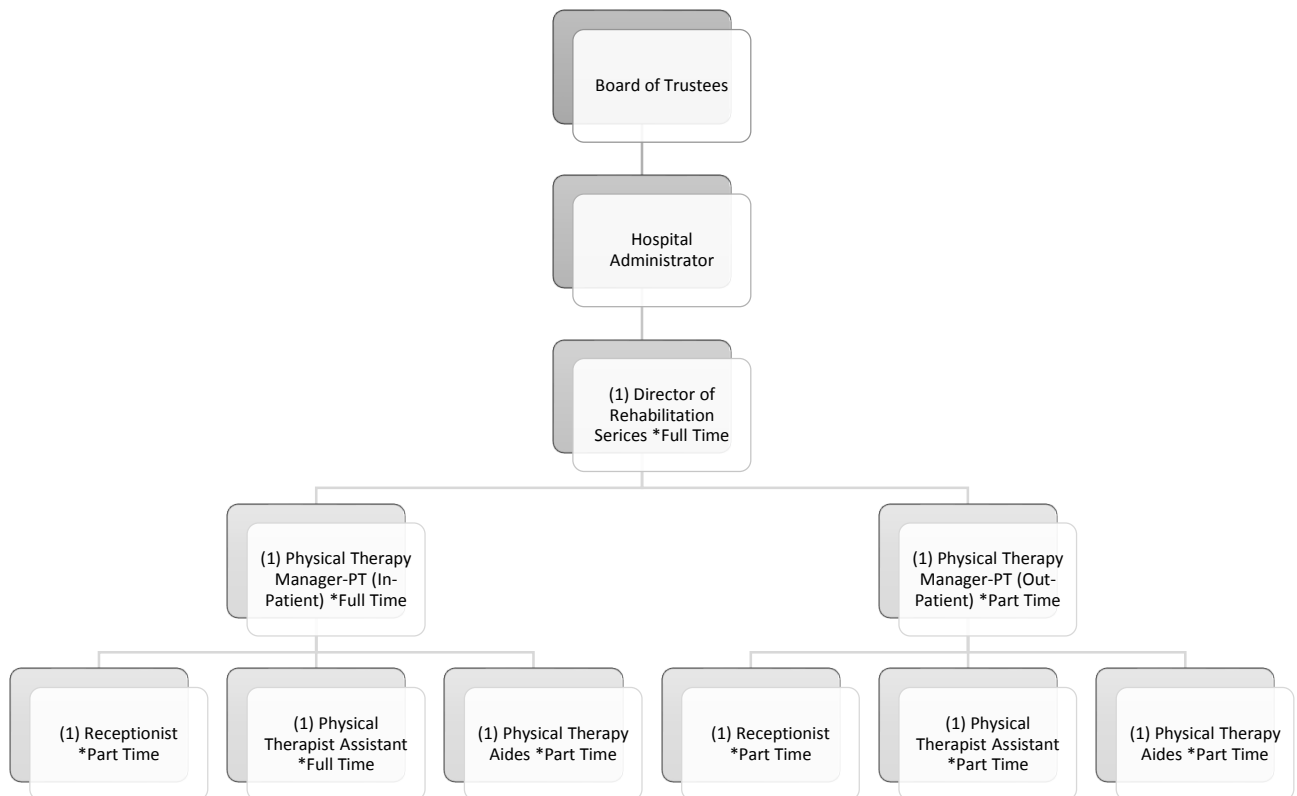 Board of Trustees
Hospital
Administrator
(1) Director of
Rehabilitation
Serices *Full Time
(1) Physical Therapy
Manager-PT (In-
Patient) *Full Time
(1) Physical Therapy
Manager-PT (Out-
Patient) *Part Time
(1) Receptionist
*Part Time
(1) Physical
Therapist Assistant
*Full Time
(1) Physical Therapy
Aides *Part Time
(1) Receptionist
*Part Time
(1) Physical
Therapist Assistant
*Part Time
(1) Physical Therapy
Aides *Part Time